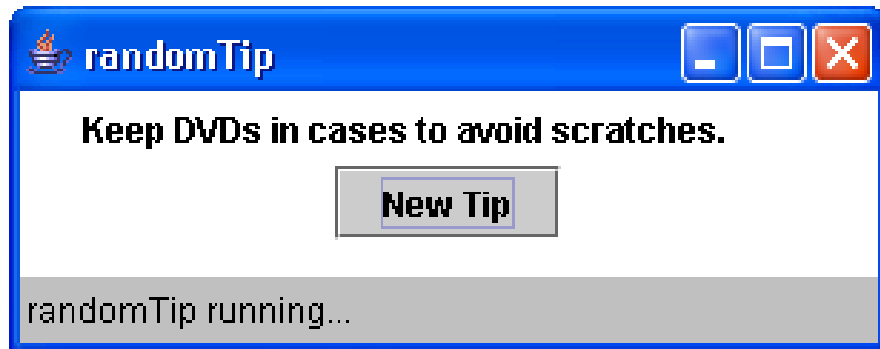 randomTip
Keep DVDs in cases to avoid scratches.
New Tip
randomTip running...